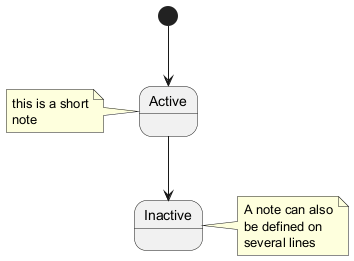 Active
this is a short
note
Inactive
A note can also
be defined on
several lines